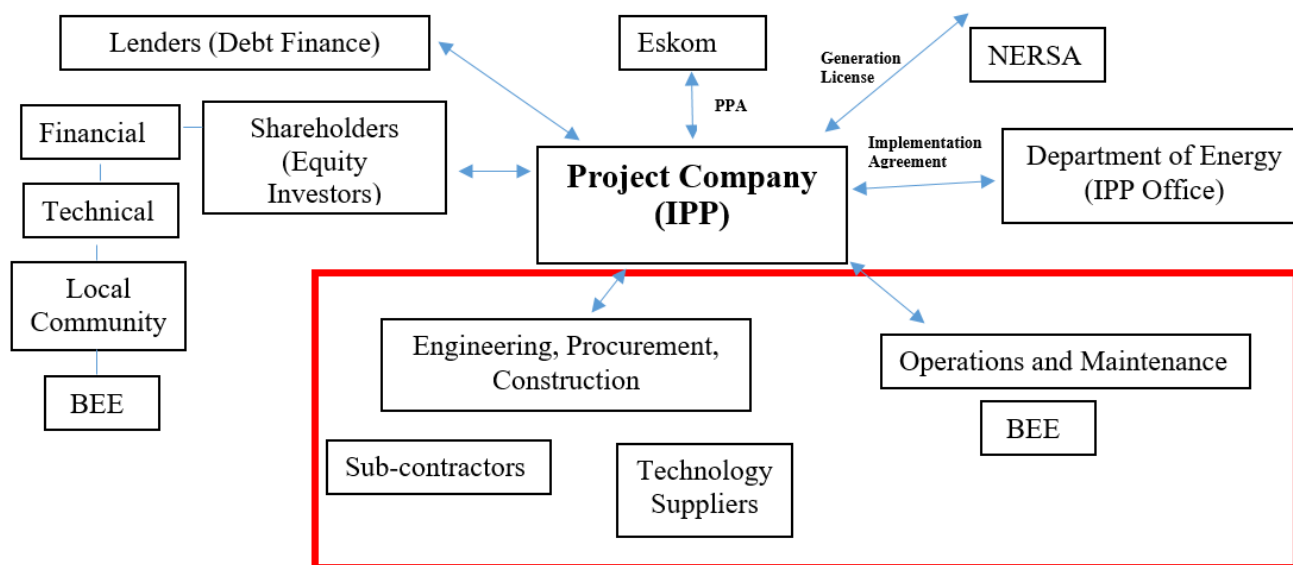 Lenders (Debt Finance)
Eskom
Generation
License
NERSA
PPA
Financial
Shareholders
(Equity
Investors)
Technical
Local
Community
BEE
Project Company
(IPP)
Implementation
Agreement
Department of Energy
(IPP Office)
Engineering, Procurement,
Construction
Operations and Maintenance
BEE
Sub-contractors
Technology
Suppliers